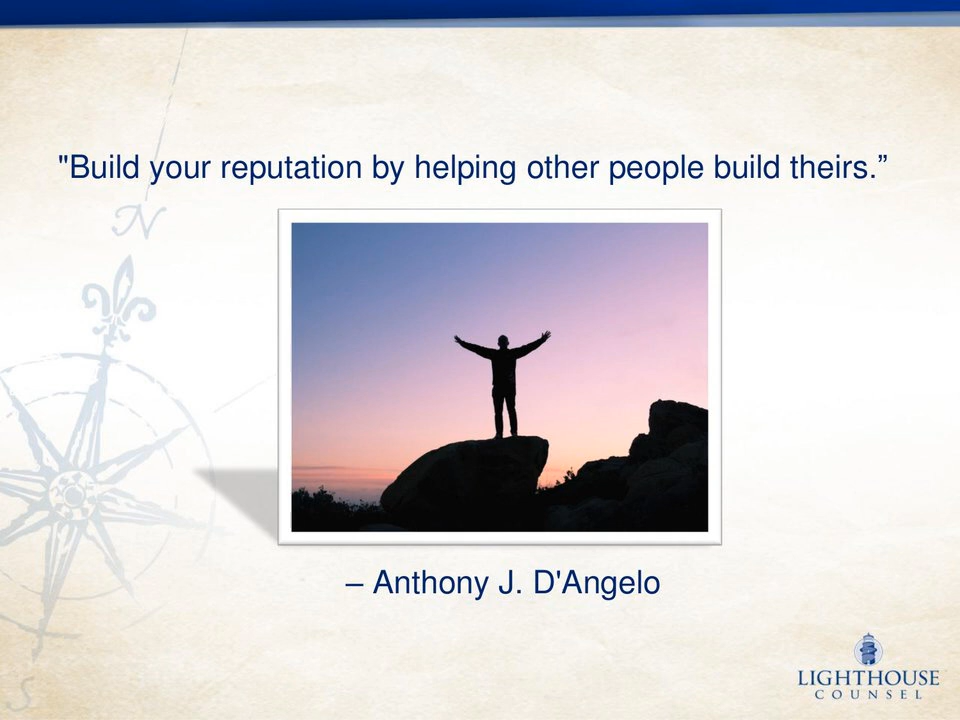 "Build your reputation by helping other people build theirs.”
N
– Anthony J. D'Angelo
LIGHTHOUSE
COUNSEL
S